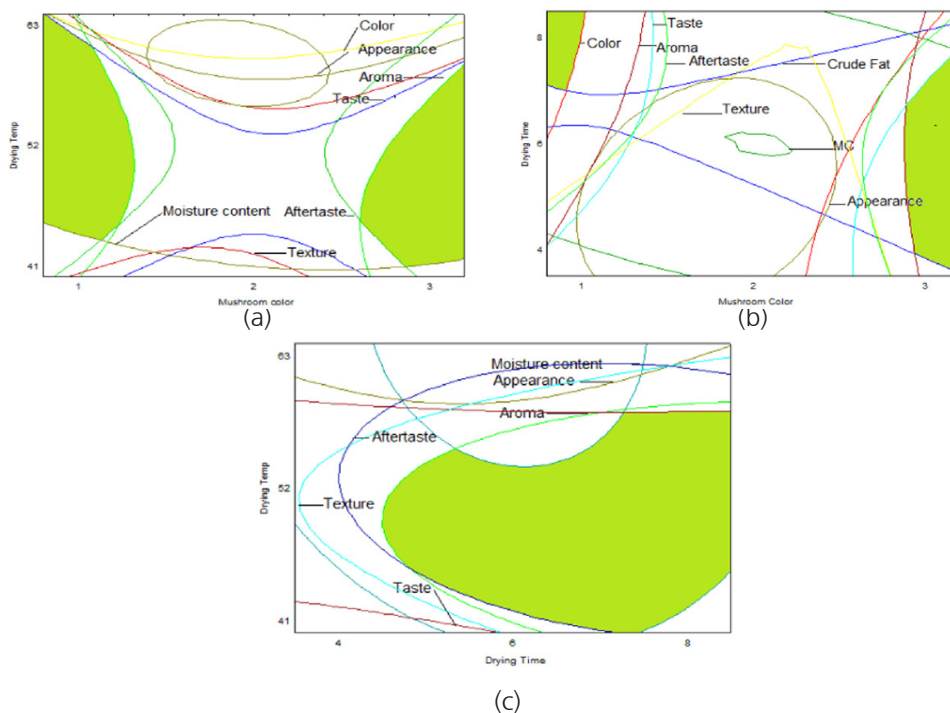 63
Color
Appearance
Aroma
Taste
Drying Temp
52
Moisture content
Aftertaste
Texture
41
1
2
3
Mushroom color
(a)
8
Taste
Color
Aroma
Aftertaste
Crude Fat
Texture
Drying Time
6
MC
Appearance
4
1
2
3
Mushroom Color
(b)
63
Moisture content
Appearance
Aroma
Aftertaste
Drying Temp
52
Texture
Taste
41
4
6
8
Drying Time
(c)